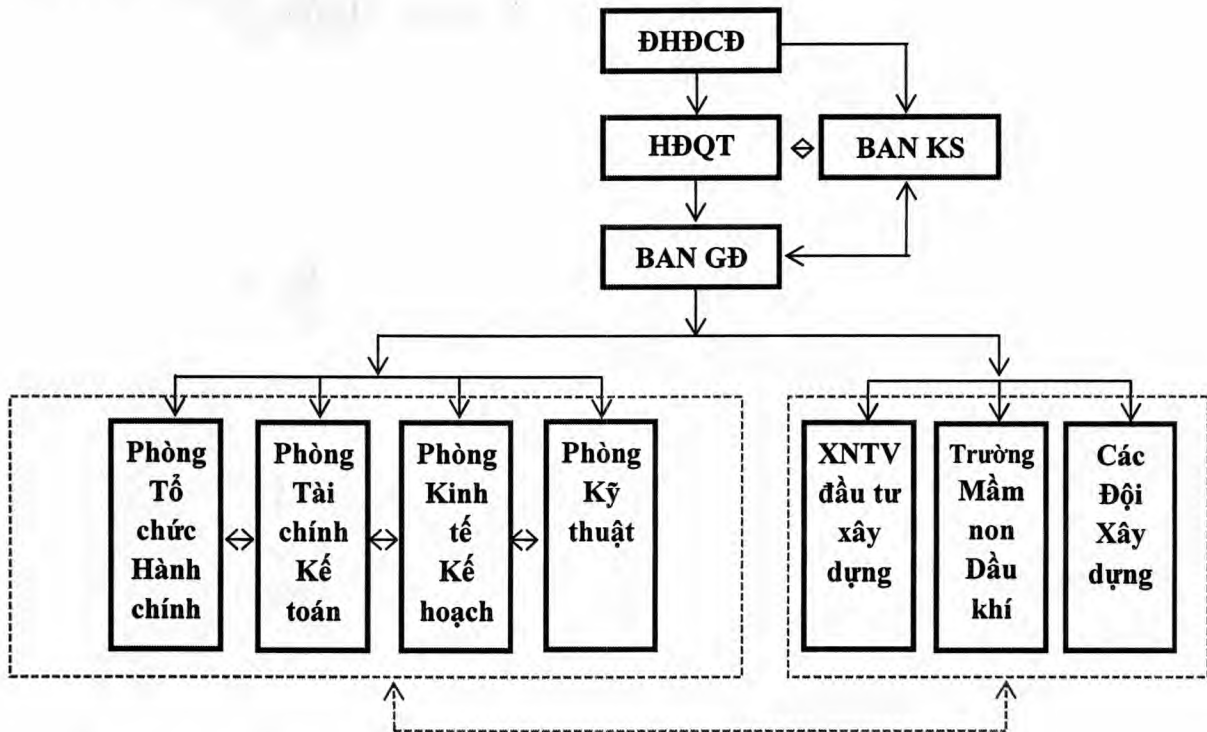 ĐHĐCĐ
HĐQT
BAN KS
BAN GĐ
Phòng
Tổ
chức
Hành
chính
Phòng
Tài
chính
Kế
toán
Phòng
Kinh
tế
Kế
hoạch
Phòng
Kỹ
thuật
XNTV
đầu tư
xây
dựng
Trường
Mầm
non
Dầu
khí
Các
Đội
Xây
dựng